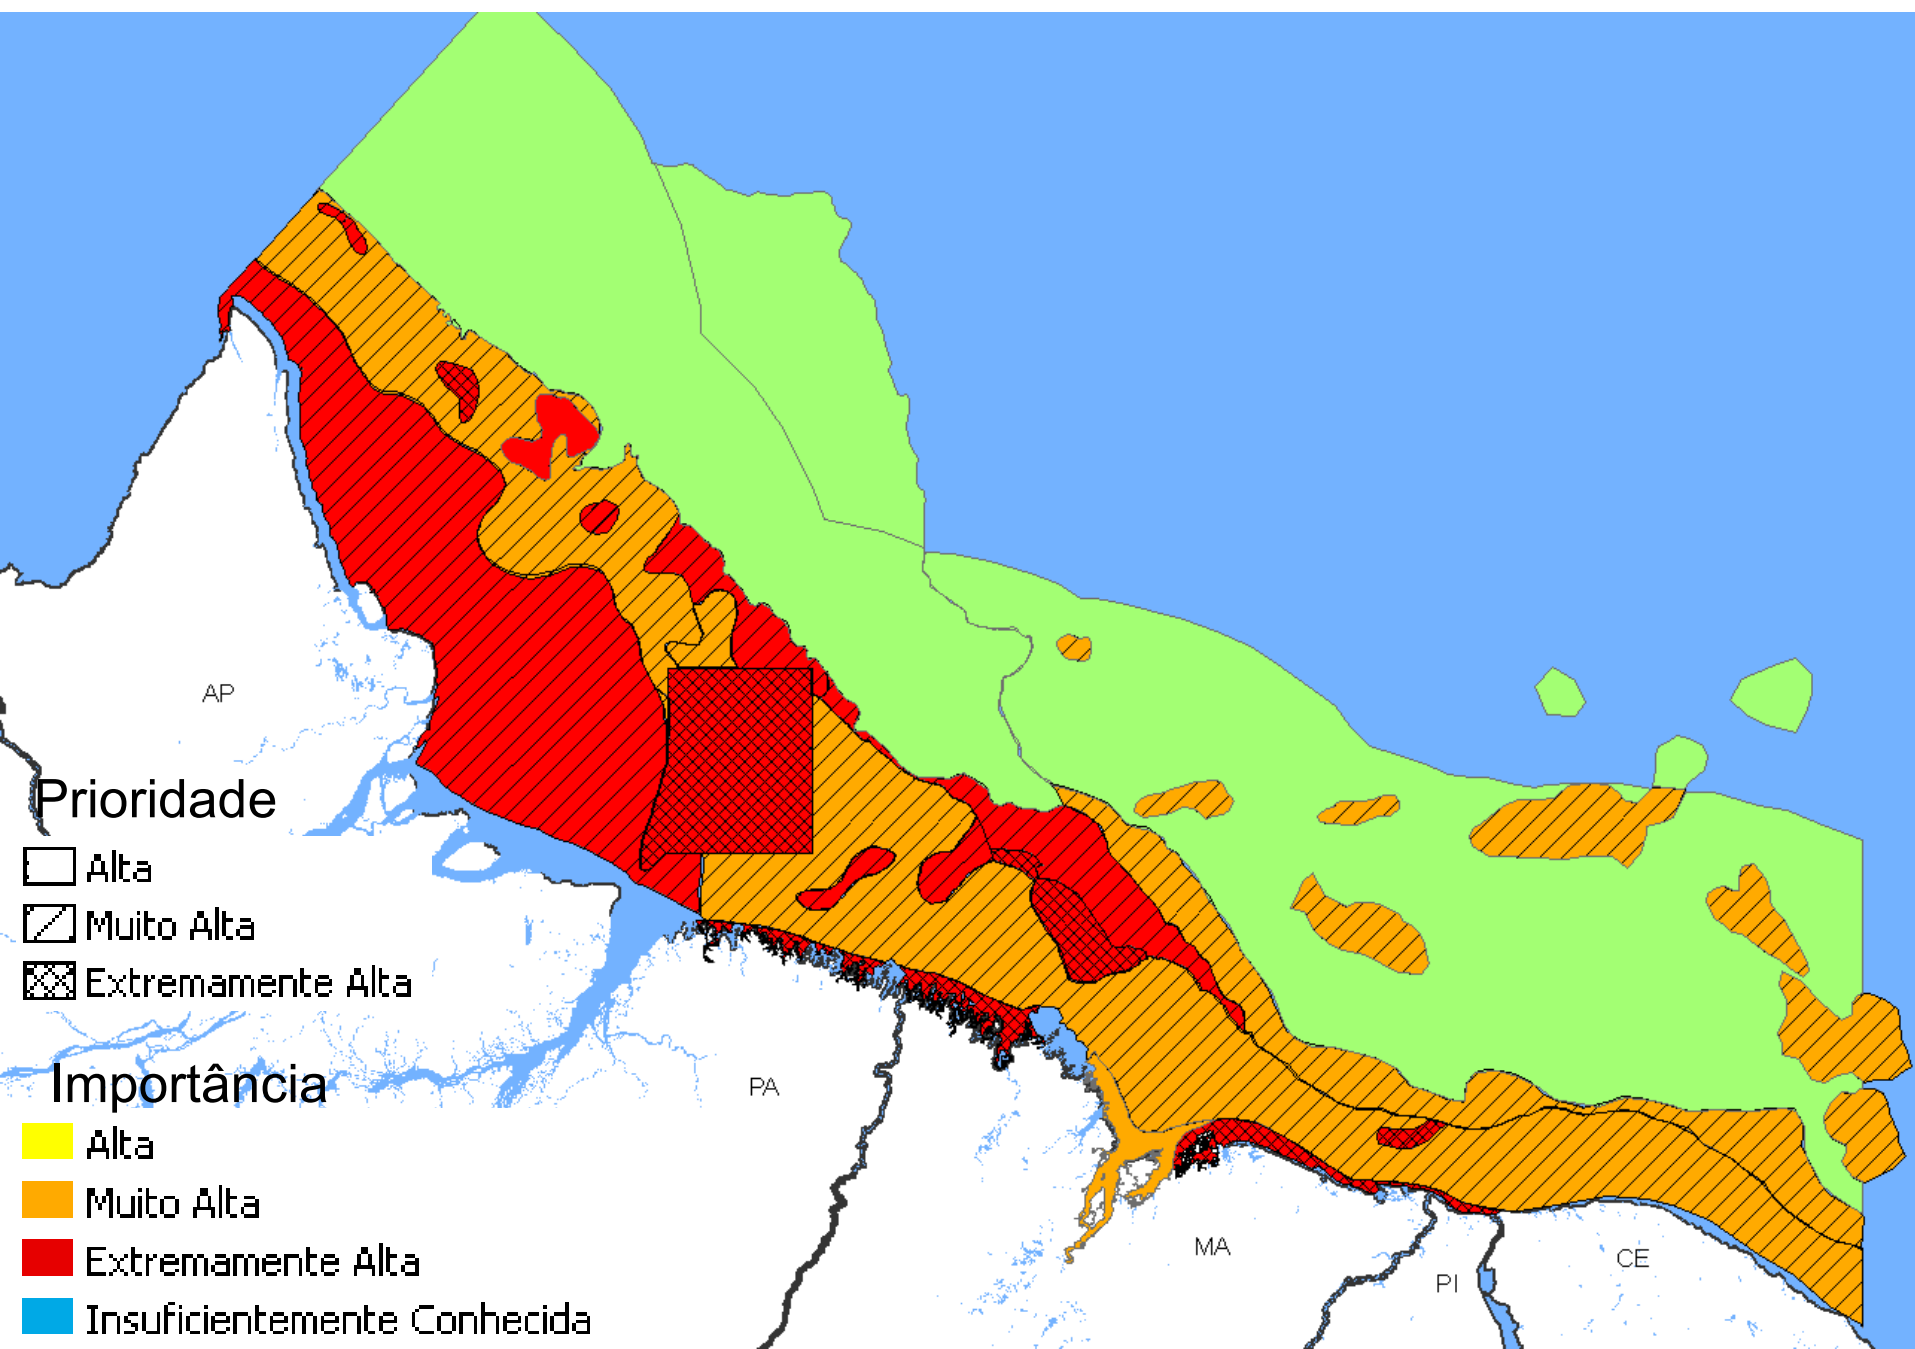 AP
Prioridade
Alta
Muito Alta
Extremamente Alta
Importância
Alta
Muito Alta
Extremamente Alta
Insuficientemente Conhecida
PA
MA
PI
CE